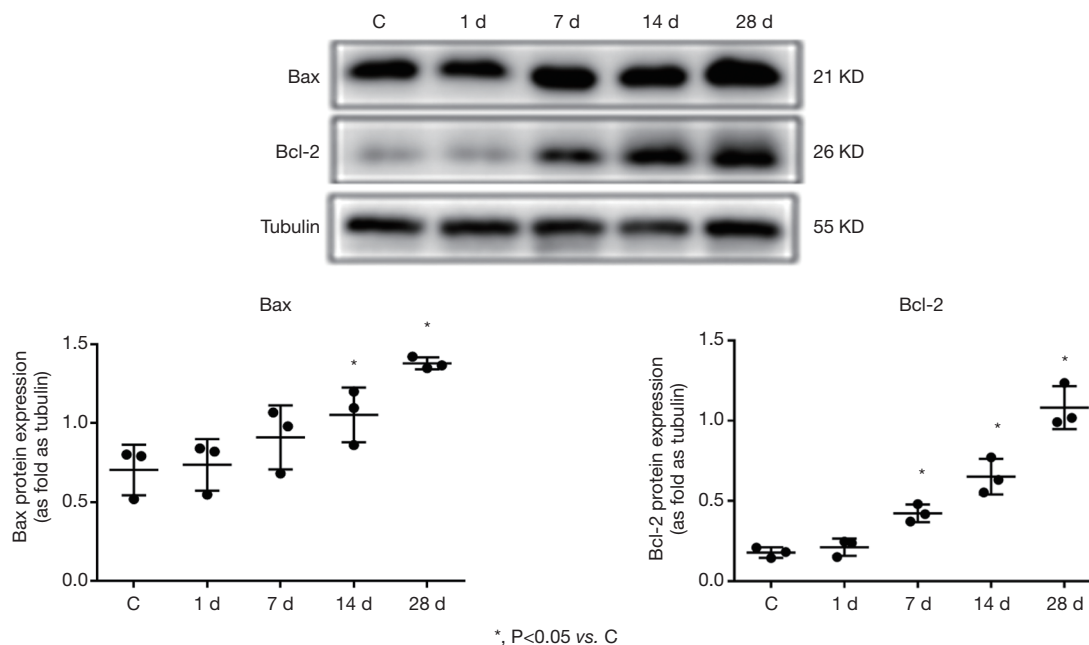 C 1 d 7 d 14 d 28 d
Bax 21 KD
Bcl-2 26 KD
Tubulin 55 KD
Bax
Bax protein expression
(as fold as tubulin)
1.5
1.0
0.5
0.0
* *
C 1 d 7 d 14 d 28 d
Bcl-2
Bcl-2 protein expression
(as fold as tubulin)
1.5
1.0
0.5
0.0
* * *
C 1 d 7 d 14 d 28 d
*, P<0.05 vs. C